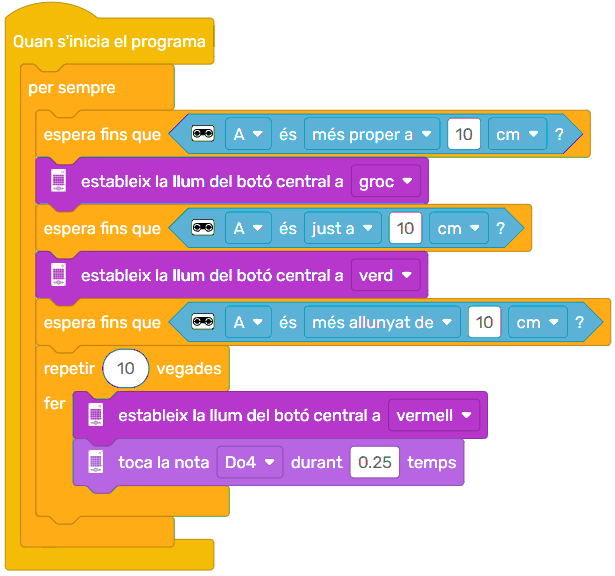 Quan s'inicia el programa
per sempre
espera fins que A és més proper a 10 cm ?
estableix la llum del botó central a groc
espera fins que A és just a 10 cm ?
estableix la llum del botó central a verd
espera fins que A és més allunyat de 10 cm ?
repetir 10 vegades
fer
estableix la llum del botó central a vermell
toca la nota Do4 durant 0.25 temps